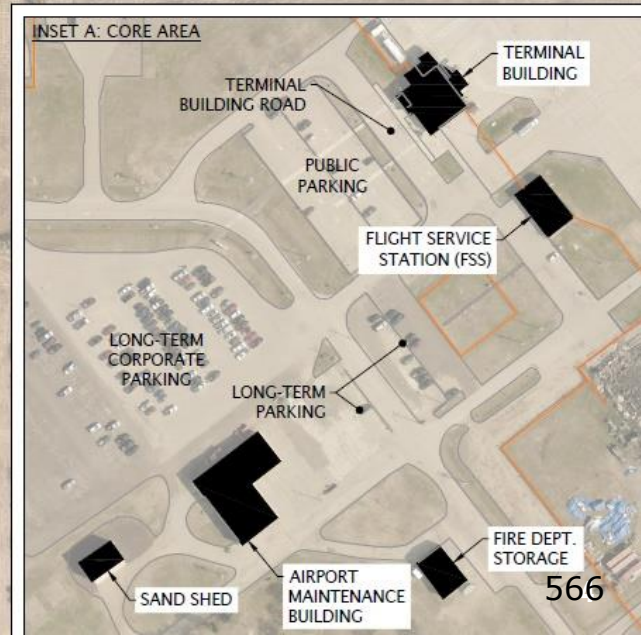 INSET A: CORE AREA
TERMINAL
BUILDING
TERMINAL
BUILDING ROAD
PUBLIC
PARKING
FLIGHT SERVICE
STATION (FSS)
LONG-TERM
CORPORATE
PARKING
LONG-TERM
PARKING
FIRE DEPT.
STORAGE
566
AIRPORT
MAINTENANCE
BUILDING
SAND SHED